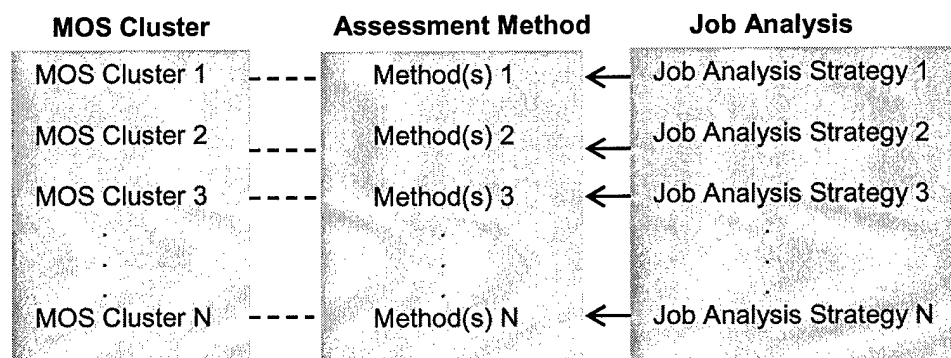 MOS Cluster Assessment Method Job Analysis
MOS Cluster 1 Method(s) 1 Job Analysis Strategy 1
MOS Cluster 2 Method(s) 2 Job Analysis Strategy 2
MOS Cluster 3 Method(s) 3 Job Analysis Strategy 3
MOS Cluster N Method(s) N Job Analysis Strategy N